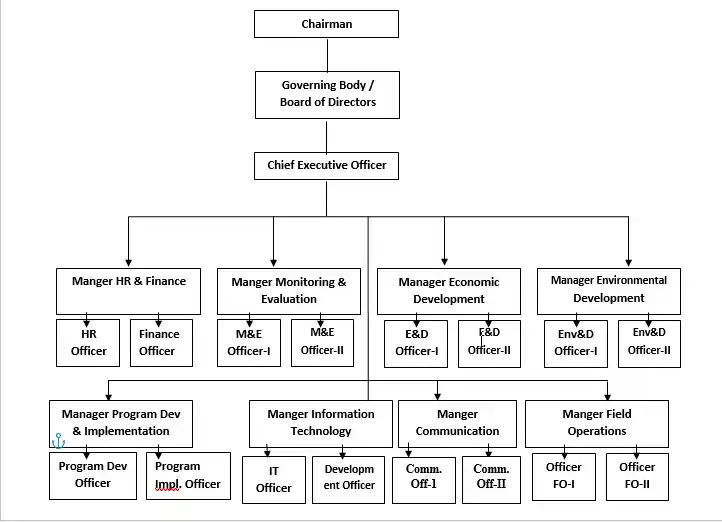 Chairman
Governing Body /
Board of Directors
Chief Executive Officer
Manger HR & Finance
Manger Monitoring &
Evaluation
Manager Economic
Development
Manager Environmental
Development
HR
Officer
Finance
Officer
M&E
Officer-I
M&E
Officer-II
E&D
Officer-I
E&D
Officer-II
Env&D
Officer-I
Env&D
Officer-II
Manager Program Dev
& Implementation
Manger Information
Technology
Manger
Communication
Manger Field
Operations
Program Dev
Officer
Program
Impl. Officer
IT
Officer
Developm
ent Officer
Comm.
Off-I
Comm.
Off-II
Officer
FO-I
Officer
FO-II